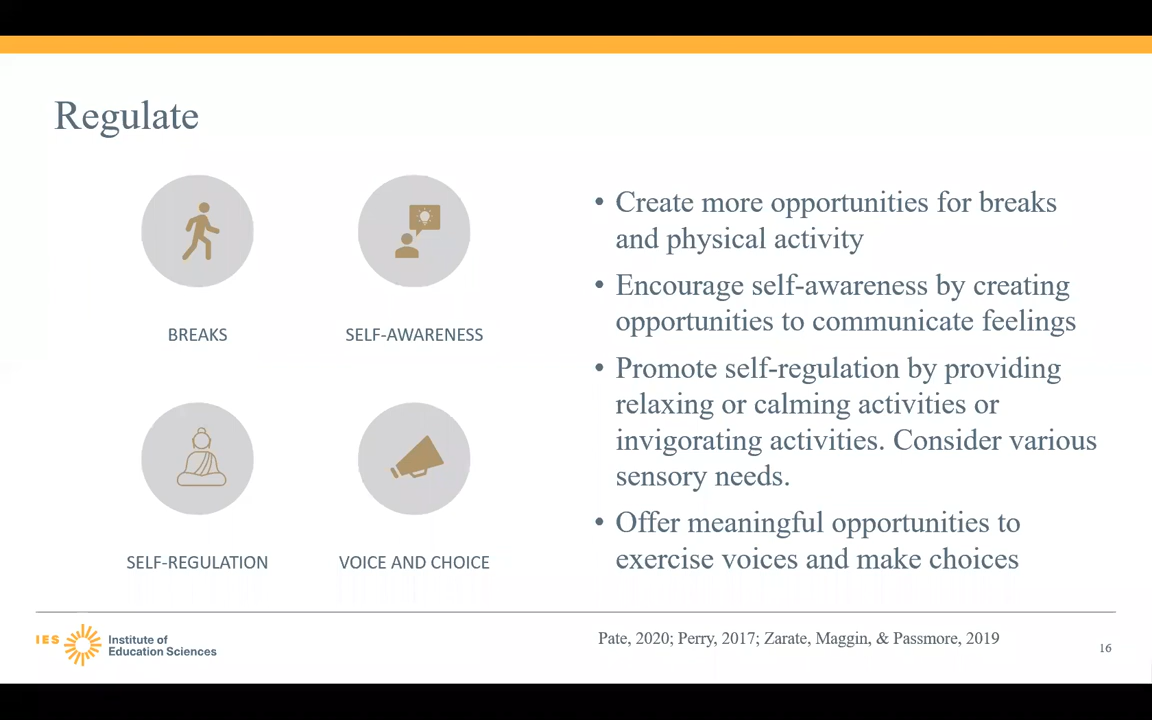 Regulate
BREAKS
SELF-AWARENESS
SELF-REGULATION
VOICE AND CHOICE
• Create more opportunities for breaks
and physical activity
• Encourage self-awareness by creating
opportunities to communicate feelings
• Promote self-regulation by providing
relaxing or calming activities or
invigorating activities. Consider various
sensory needs.
• Offer meaningful opportunities to
exercise voices and make choices
IES
Institute of
Education Sciences
Pate, 2020; Perry, 2017; Zarate, Maggin, & Passmore, 2019
16